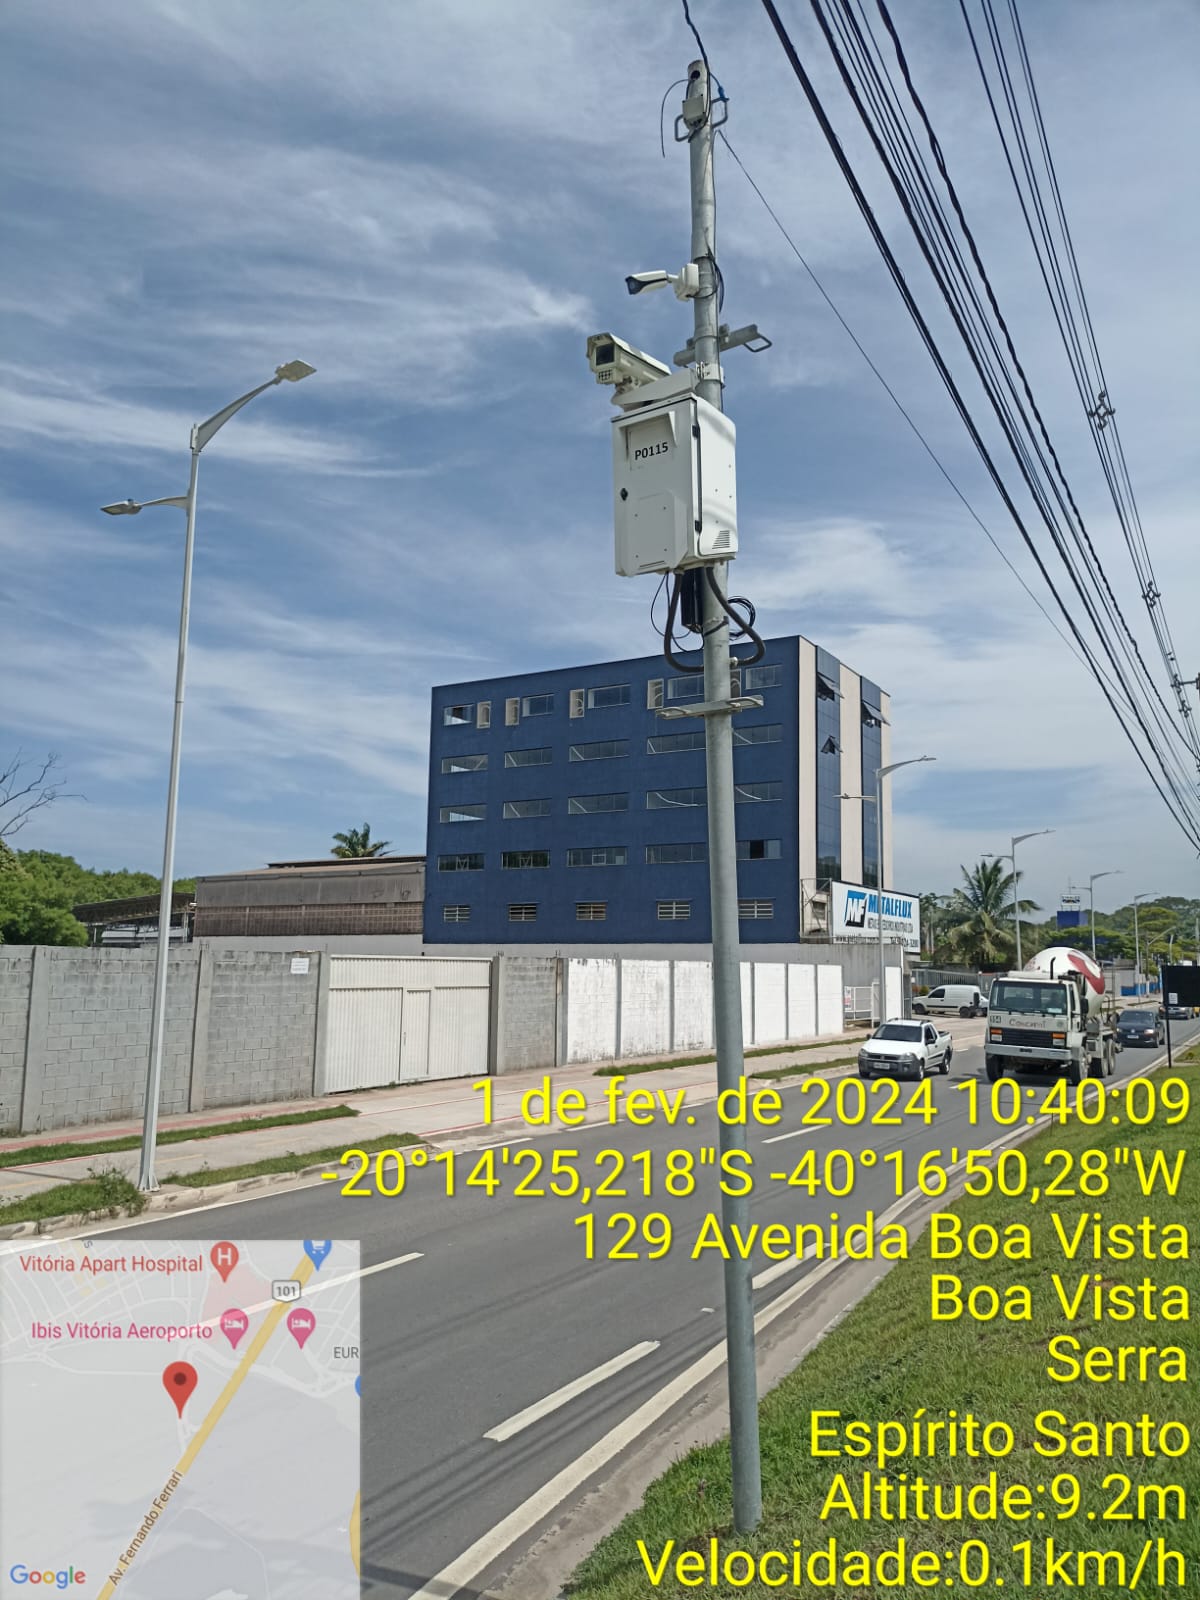 P0115
MF METALFLUX
1 de fev. de 2024 10:40:09
-20°14'25,218"S -40°16'50,28"W
129 Avenida Boa Vista
Boa Vista
Serra
Espírito Santo
Altitude:9.2m
Velocidade:0.1km/h
Vitória Apart Hospital
H
101
Ibis Vitória Aeroporto
EUR
Av. Fernando Ferrari
Google